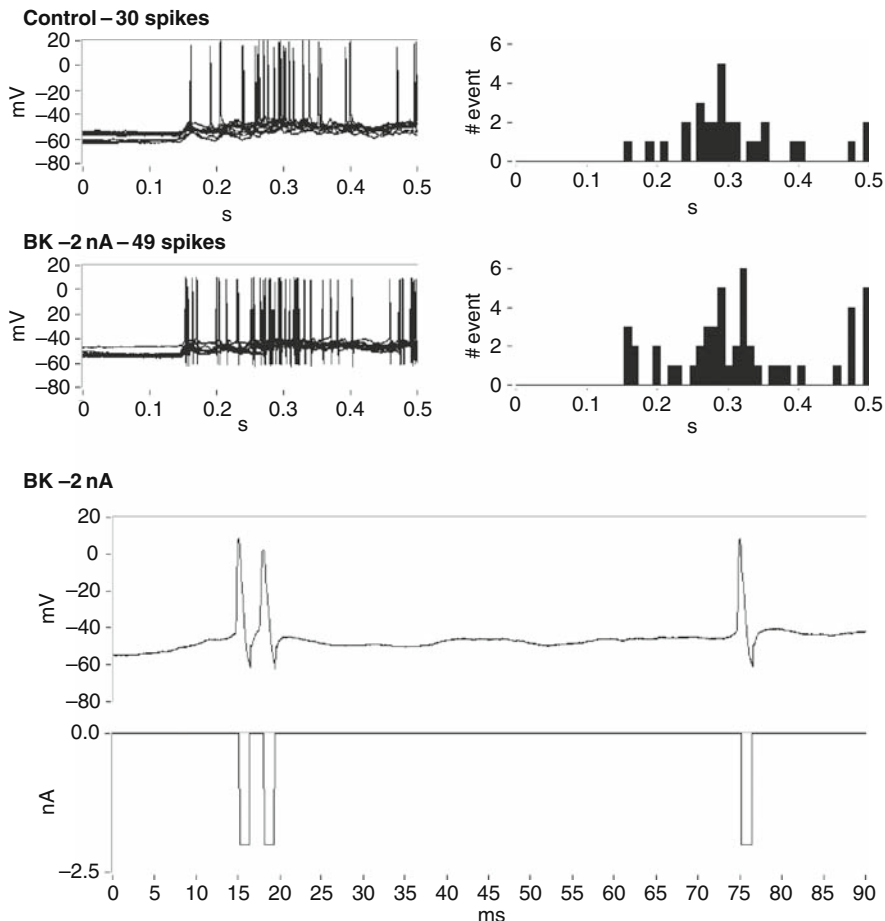 Control – 30 spikes
20
0
–20
–40
–60
–80
mV
0 0.1 0.2 0.3 0.4 0.5
s
6
4
2
0
# event
0 0.1 0.2 0.3 0.4 0.5
s
BK –2 nA – 49 spikes
20
0
20
–40
–60
–80
mV
0 0.1 0.2 0.3 0.4 0.5
s
6
4
2
0
# event
0 0.1 0.2 0.3 0.4 0.5
s
BK –2 nA
20
0
–20
–40
–60
–80
mV
0.0
–2.5
nA
0 5 10 15 20 25 30 35 40 45 50 55 60 65 70 75 80 85 90
ms